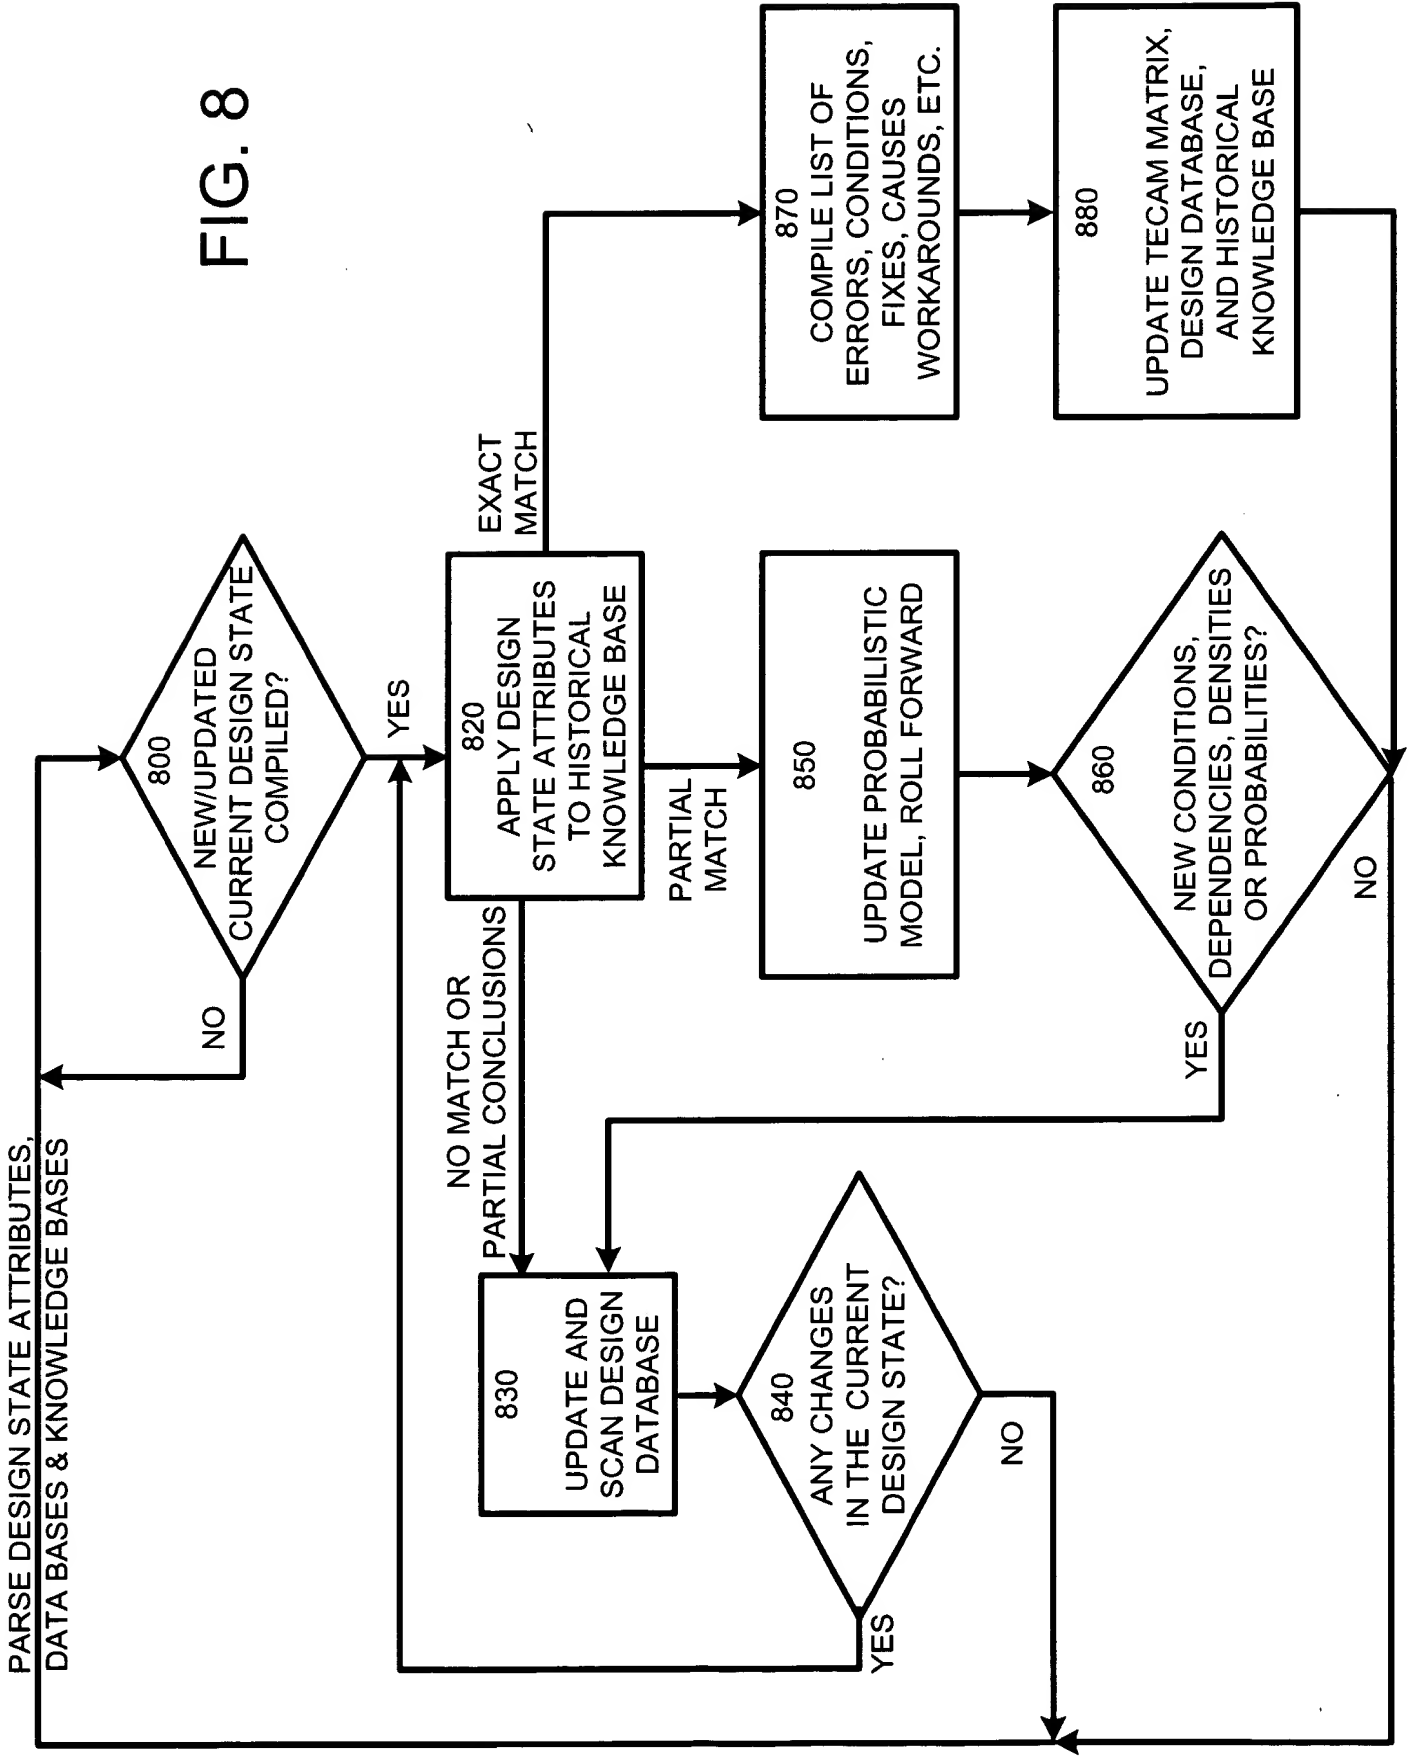 FIG. 8
PARSE DESIGN STATE ATTRIBUTES,
DATA BASES & KNOWLEDGE BASES
800
NEW/UPDATED
CURRENT DESIGN STATE
COMPILED?
NO
YES
820
APPLY DESIGN
STATE ATTRIBUTES
TO HISTORICAL
KNOWLEDGE BASE
NO MATCH OR
PARTIAL CONCLUSIONS
EXACT
MATCH
PARTIAL
MATCH
830
UPDATE AND
SCAN DESIGN
DATABASE
840
ANY CHANGES
IN THE CURRENT
DESIGN STATE?
YES
NO
850
UPDATE PROBABILISTIC
MODEL, ROLL FORWARD
860
NEW CONDITIONS,
DEPENDENCIES, DENSITIES
OR PROBABILITIES?
YES
NO
870
COMPILE LIST OF
ERRORS, CONDITIONS,
FIXES, CAUSES
WORKAROUNDS, ETC.
880
UPDATE TECAM MATRIX,
DESIGN DATABASE,
AND HISTORICAL
KNOWLEDGE BASE